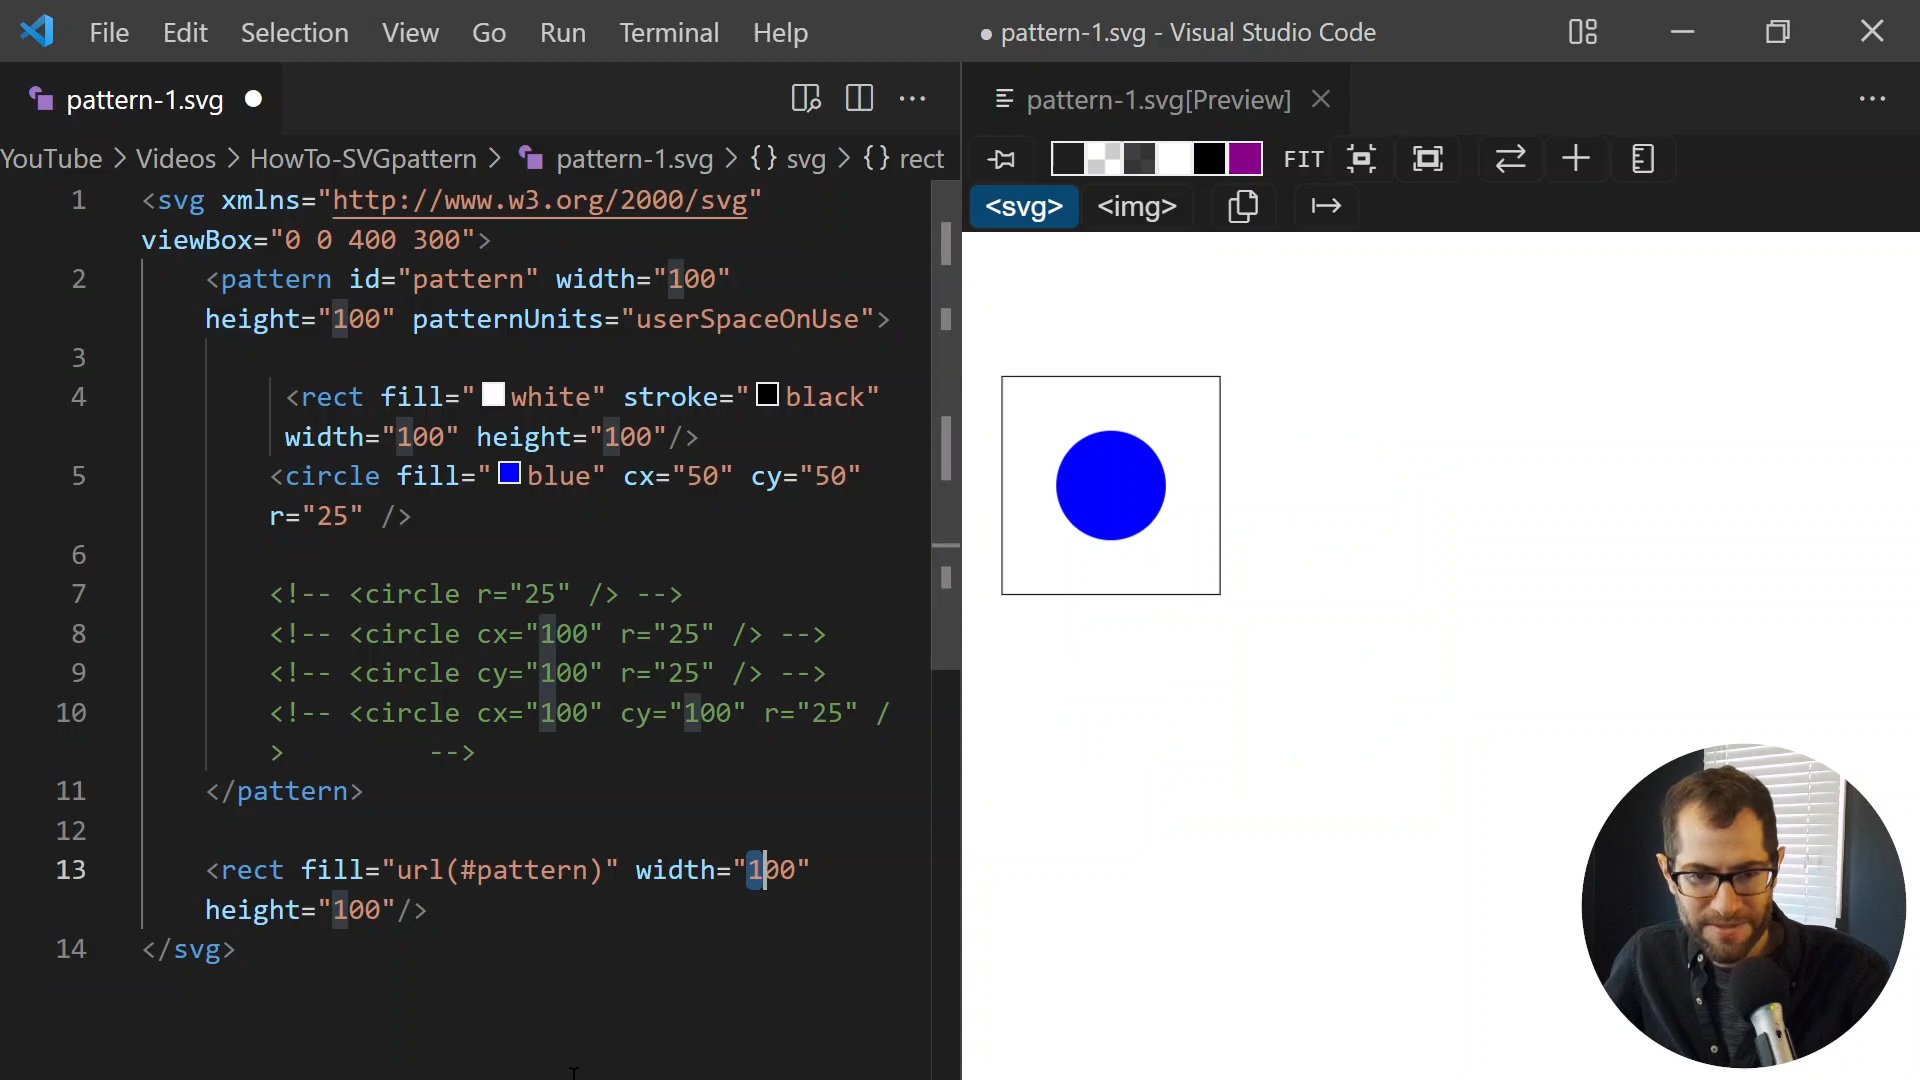 File Edit Selection View Go Run Terminal Help
● pattern-1.svg - Visual Studio Code
pattern-1.svg
YouTube > Videos > HowTo-SVGpattern > pattern-1.svg > {} svg > {} rect
1 <svg xmlns="http://www.w3.org/2000/svg"
viewBox="0 0 400 300">
2 <pattern id="pattern" width="100"
height="100" patternUnits="userSpaceOnUse">
3
4 <rect fill="white" stroke="black"
width="100" height="100"/>
5 <circle fill="blue" cx="50" cy="50"
r="25" />
6
7 <!-- <circle r="25" /> -->
8 <!-- <circle cx="100" r="25" /> -->
9 <!-- <circle cy="100" r="25" /> -->
10 <!-- <circle cx="100" cy="100" r="25" /
> -->
11 </pattern>
12
13 <rect fill="url(#pattern)" width="100"
height="100"/>
14 </svg>
pattern-1.svg[Preview]
FIT
<svg> <img>